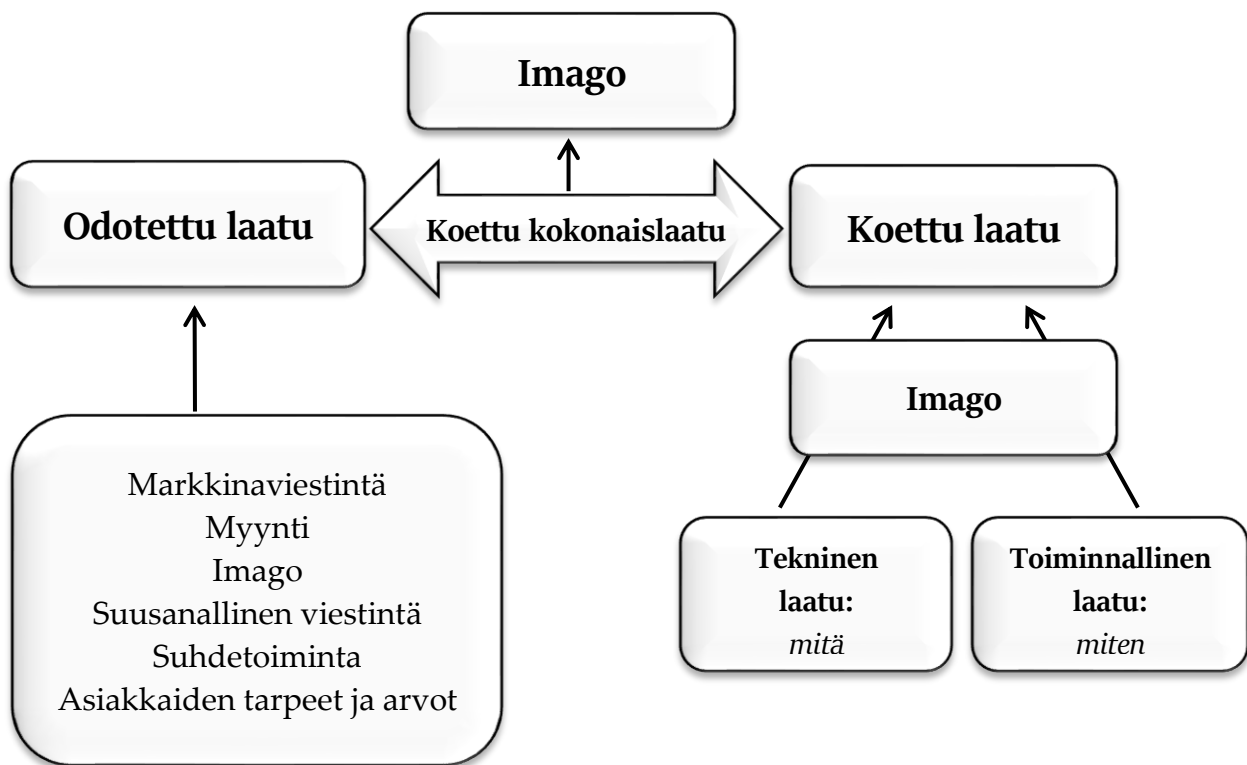 Imago
Odotettu laatu
Koettu kokonaislaatu
Koettu laatu
Imago
Markkinaviestintä
Myynti
Imago
Suusanallinen viestintä
Suhdetoiminta
Asiakkaiden tarpeet ja arvot
Tekninen
laatu:
mitä
Toiminnallinen
laatu:
miten